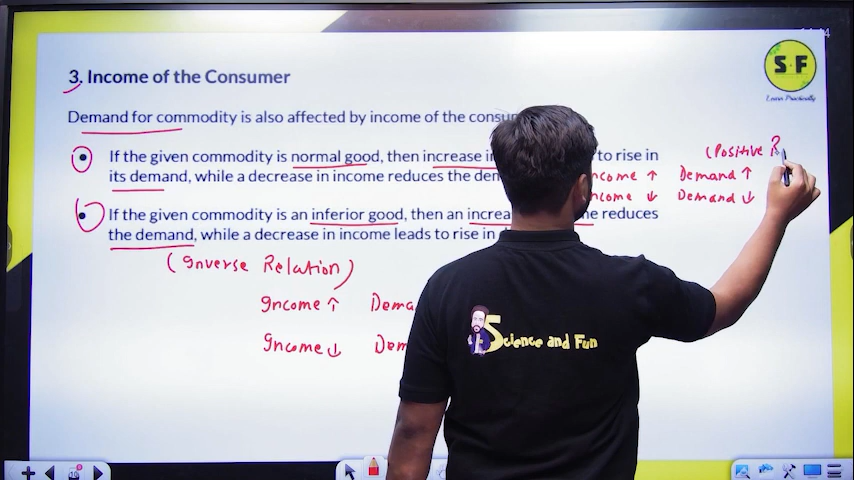 S F
Learn Practically
3. Income of the Consumer
Demand for commodity is also affected by income of the consu
If the given commodity is normal good, then increase in to rise in
its demand, while a decrease in income reduces the dem
(Positive R
ncome ↑ Demand ↑
ncome ↓ Demand ↓
If the given commodity is an inferior good, then an increa reduces
the demand, while a decrease in income leads to rise in
(Inverse Relation)
Income ↑ Dema
Income ↓ Dem
Science and Fun